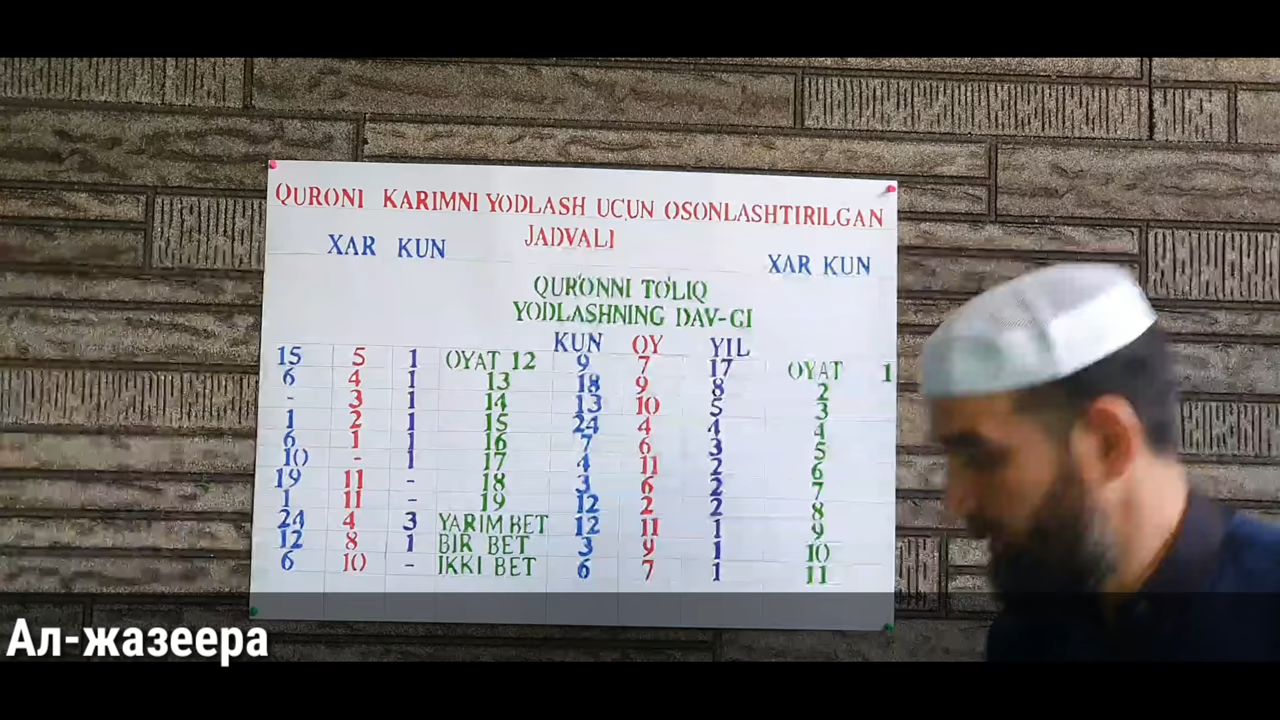 QURONI KARIMNI YODLASH UCUN OSONLASHTIRILGAN
JADVALI
XAR KUN
XAR KUN
QUR'ONNI TO'LIQ
YODLASHNING DAV-GI
KUN OY YIL
15 5 1 OYAT 12 9 7 17 OYAT 1
6 4 1 13 18 9 8 2
- 3 1 14 13 10 5 3
1 2 1 15 24 4 4 4
6 1 1 16 7 6 3 5
10 - 1 17 4 11 2 6
19 11 - 18 3 6 2 7
1 11 - 19 12 2 2 8
24 4 3 YARIM BET 12 11 1 9
12 8 1 BIR BET 3 9 1 10
6 10 - IKKI BET 6 7 1 11
Ал-жазеера